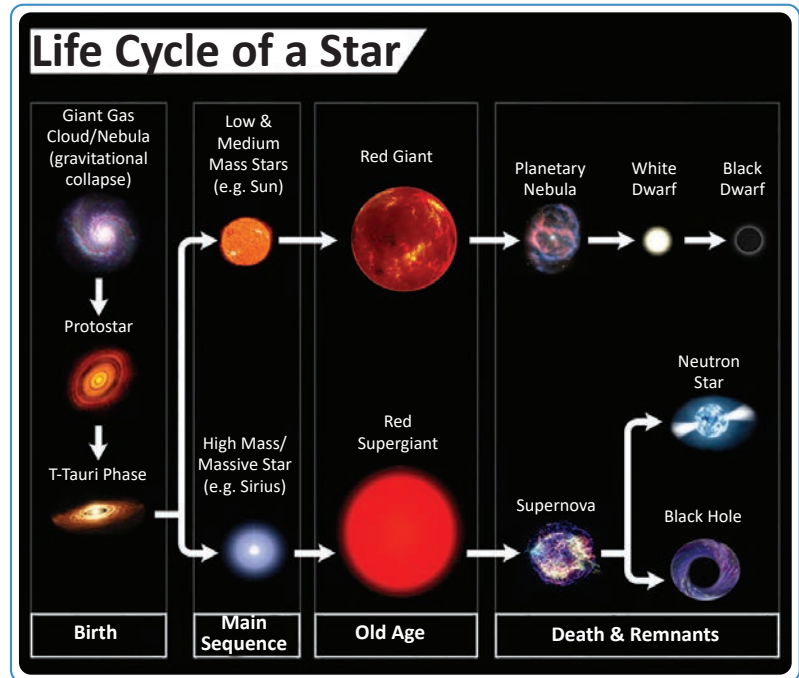 Life Cycle of a Star
Giant Gas
Cloud/Nebula
(gravitational
collapse)
Protostar
T-Tauri Phase
Low &
Medium
Mass Stars
(e.g. Sun)
High Mass/
Massive Star
(e.g. Sirius)
Red Giant
Red
Supergiant
Planetary
Nebula
White
Dwarf
Black
Dwarf
Supernova
Neutron
Star
Black Hole
Birth
Main
Sequence
Old Age
Death & Remnants